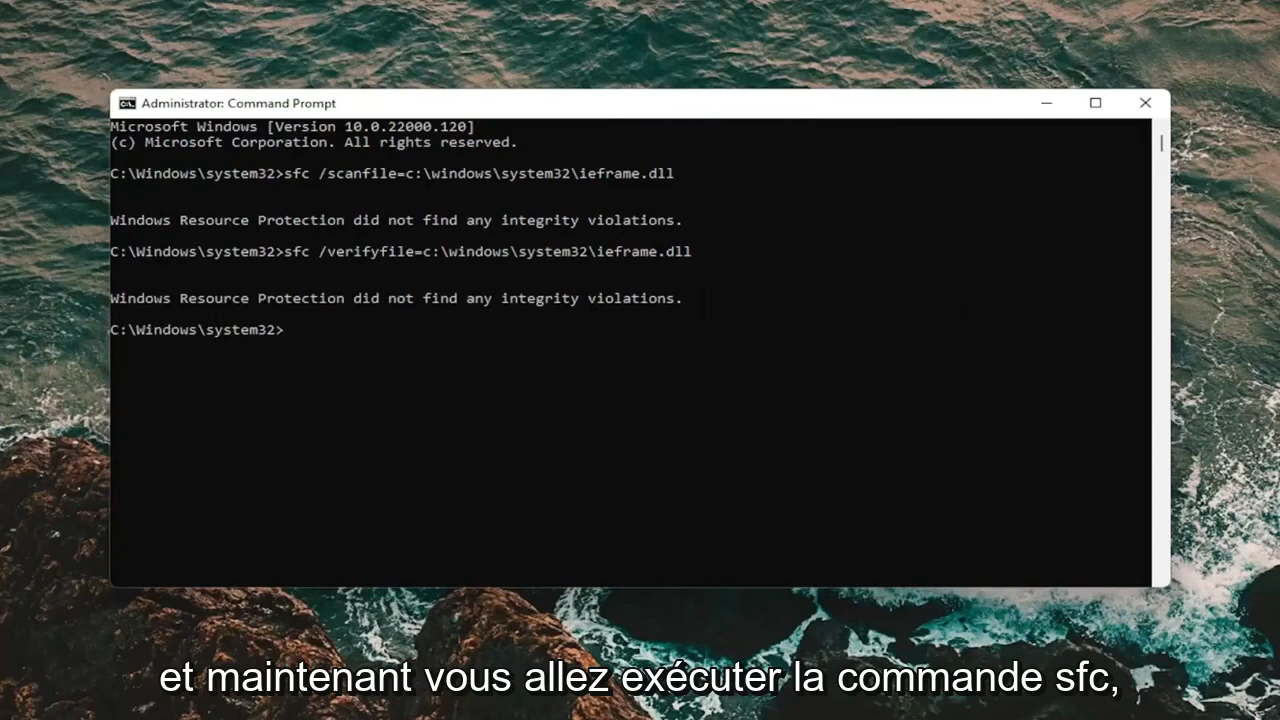 Administrator: Command Prompt
Microsoft Windows [Version 10.0.22000.120]
(c) Microsoft Corporation. All rights reserved.
C:\Windows\system32>sfc /scanfile=c:\windows\system32\ieframe.dll
Windows Resource Protection did not find any integrity violations.
C:\Windows\system32>sfc /verifyfile=c:\windows\system32\ieframe.dll
Windows Resource Protection did not find any integrity violations.
C:\Windows\system32>
et maintenant vous allez exécuter la commande sfc,